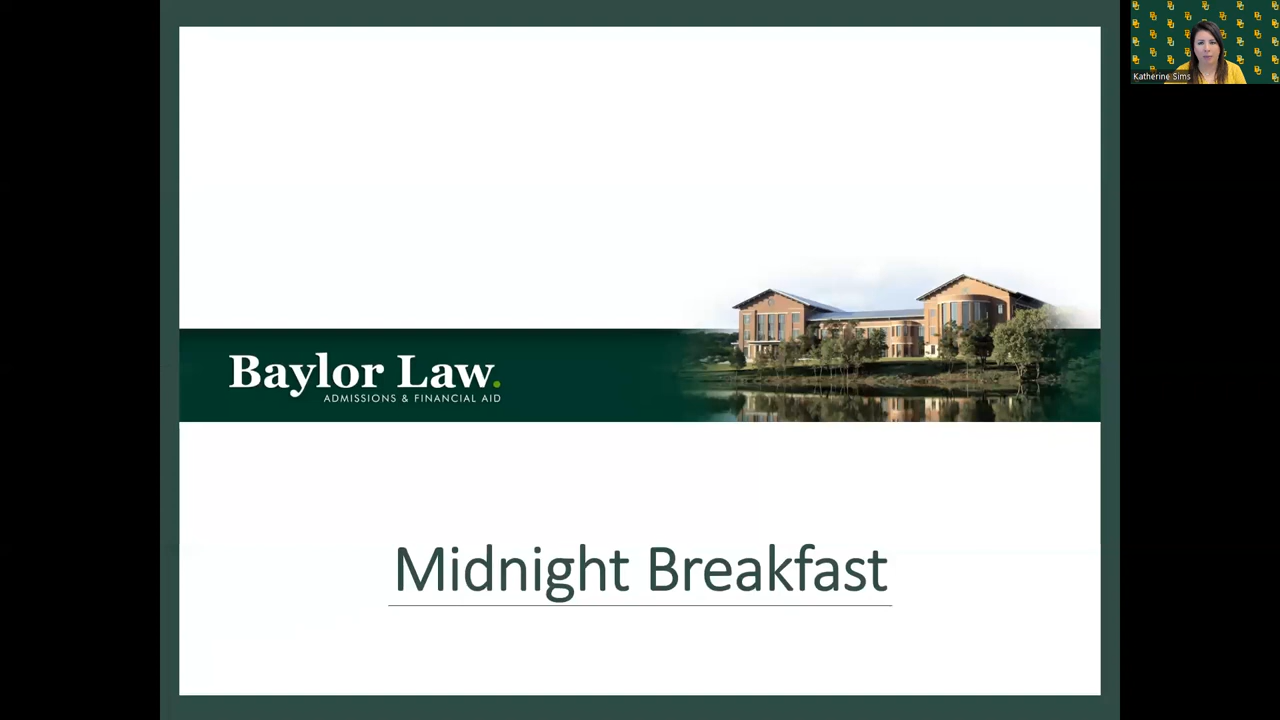 Katherine Sims
Baylor Law.
ADMISSIONS & FINANCIAL AID
Midnight Breakfast